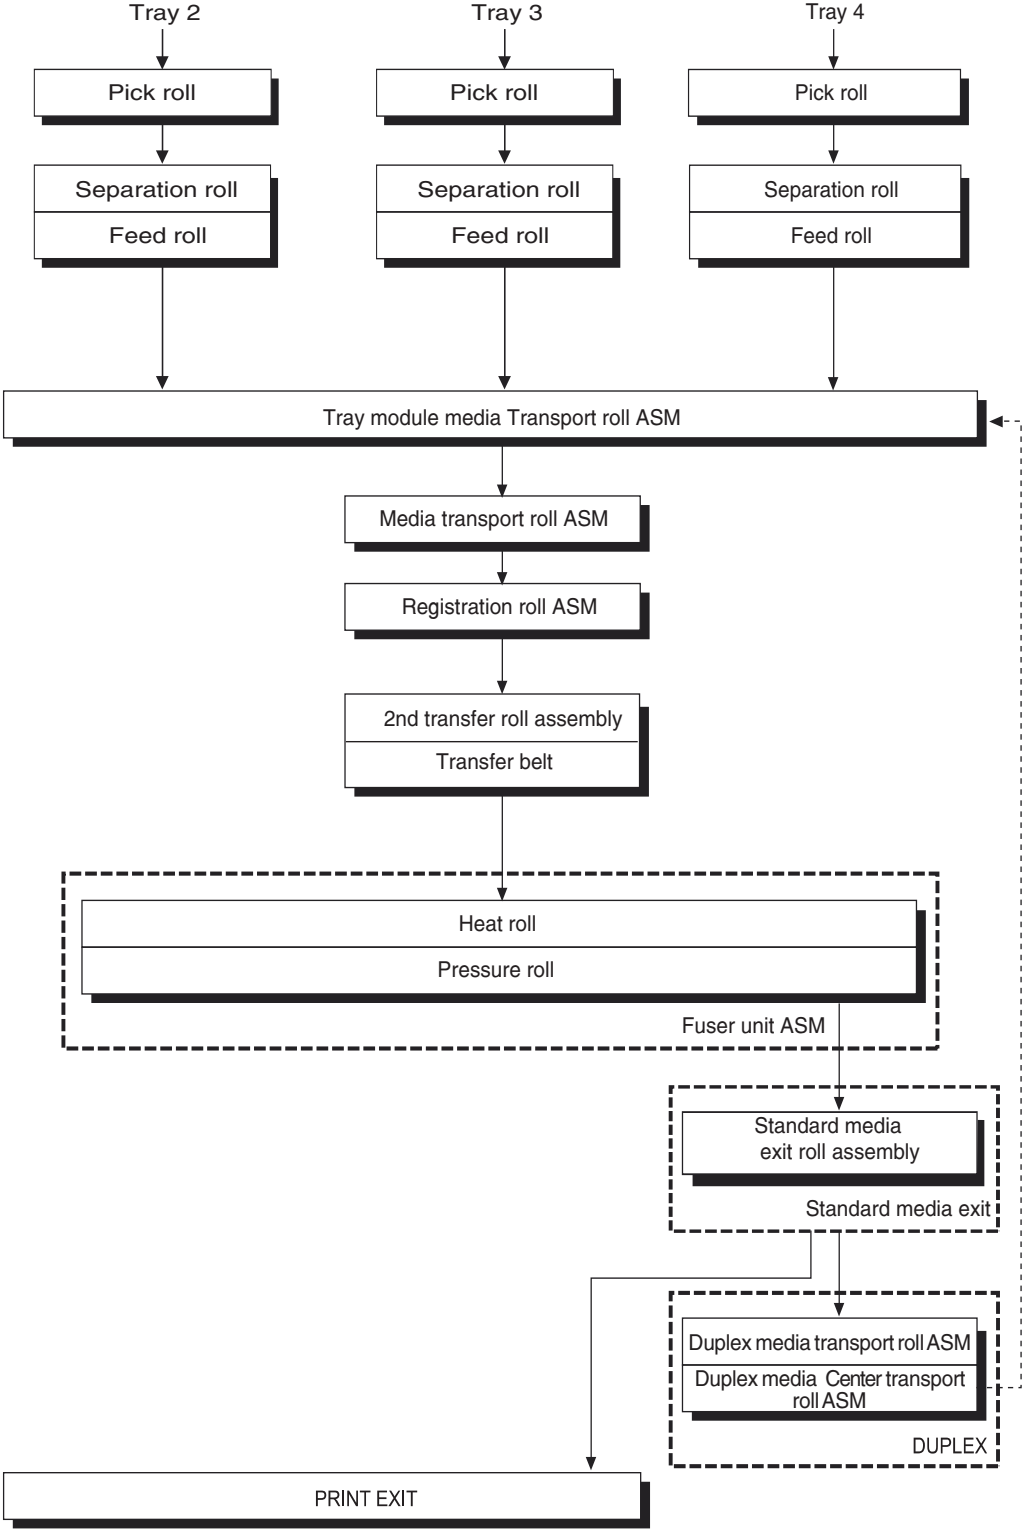 Tray 2
Tray 3
Tray 4
Pick roll
Pick roll
Pick roll
Separation roll
Feed roll
Separation roll
Feed roll
Separation roll
Feed roll
Tray module media Transport roll ASM
Media transport roll ASM
Registration roll ASM
2nd transfer roll assembly
Transfer belt
Heat roll
Pressure roll
Fuser unit ASM
Standard media
exit roll assembly
Standard media exit
Duplex media transport roll ASM
Duplex media Center transport
roll ASM
DUPLEX
PRINT EXIT